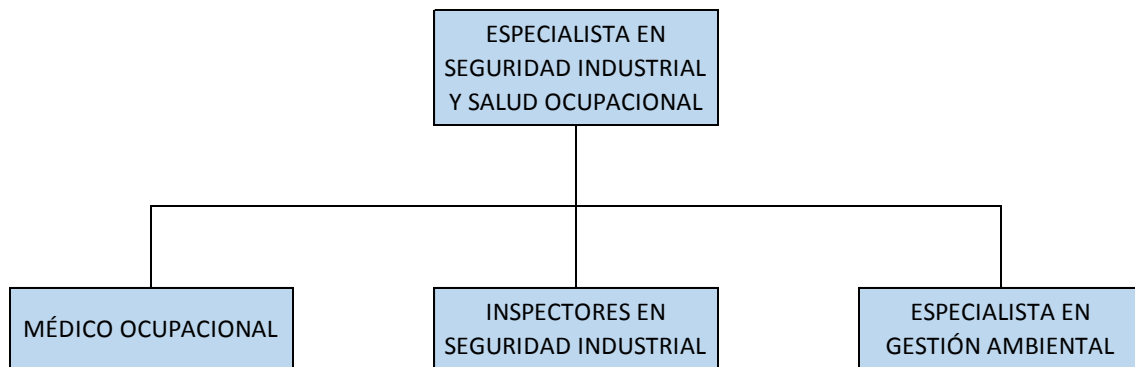 ESPECIALISTA EN
SEGURIDAD INDUSTRIAL
Y SALUD OCUPACIONAL
MÉDICO OCUPACIONAL
INSPECTORES EN
SEGURIDAD INDUSTRIAL
ESPECIALISTA EN
GESTIÓN AMBIENTAL